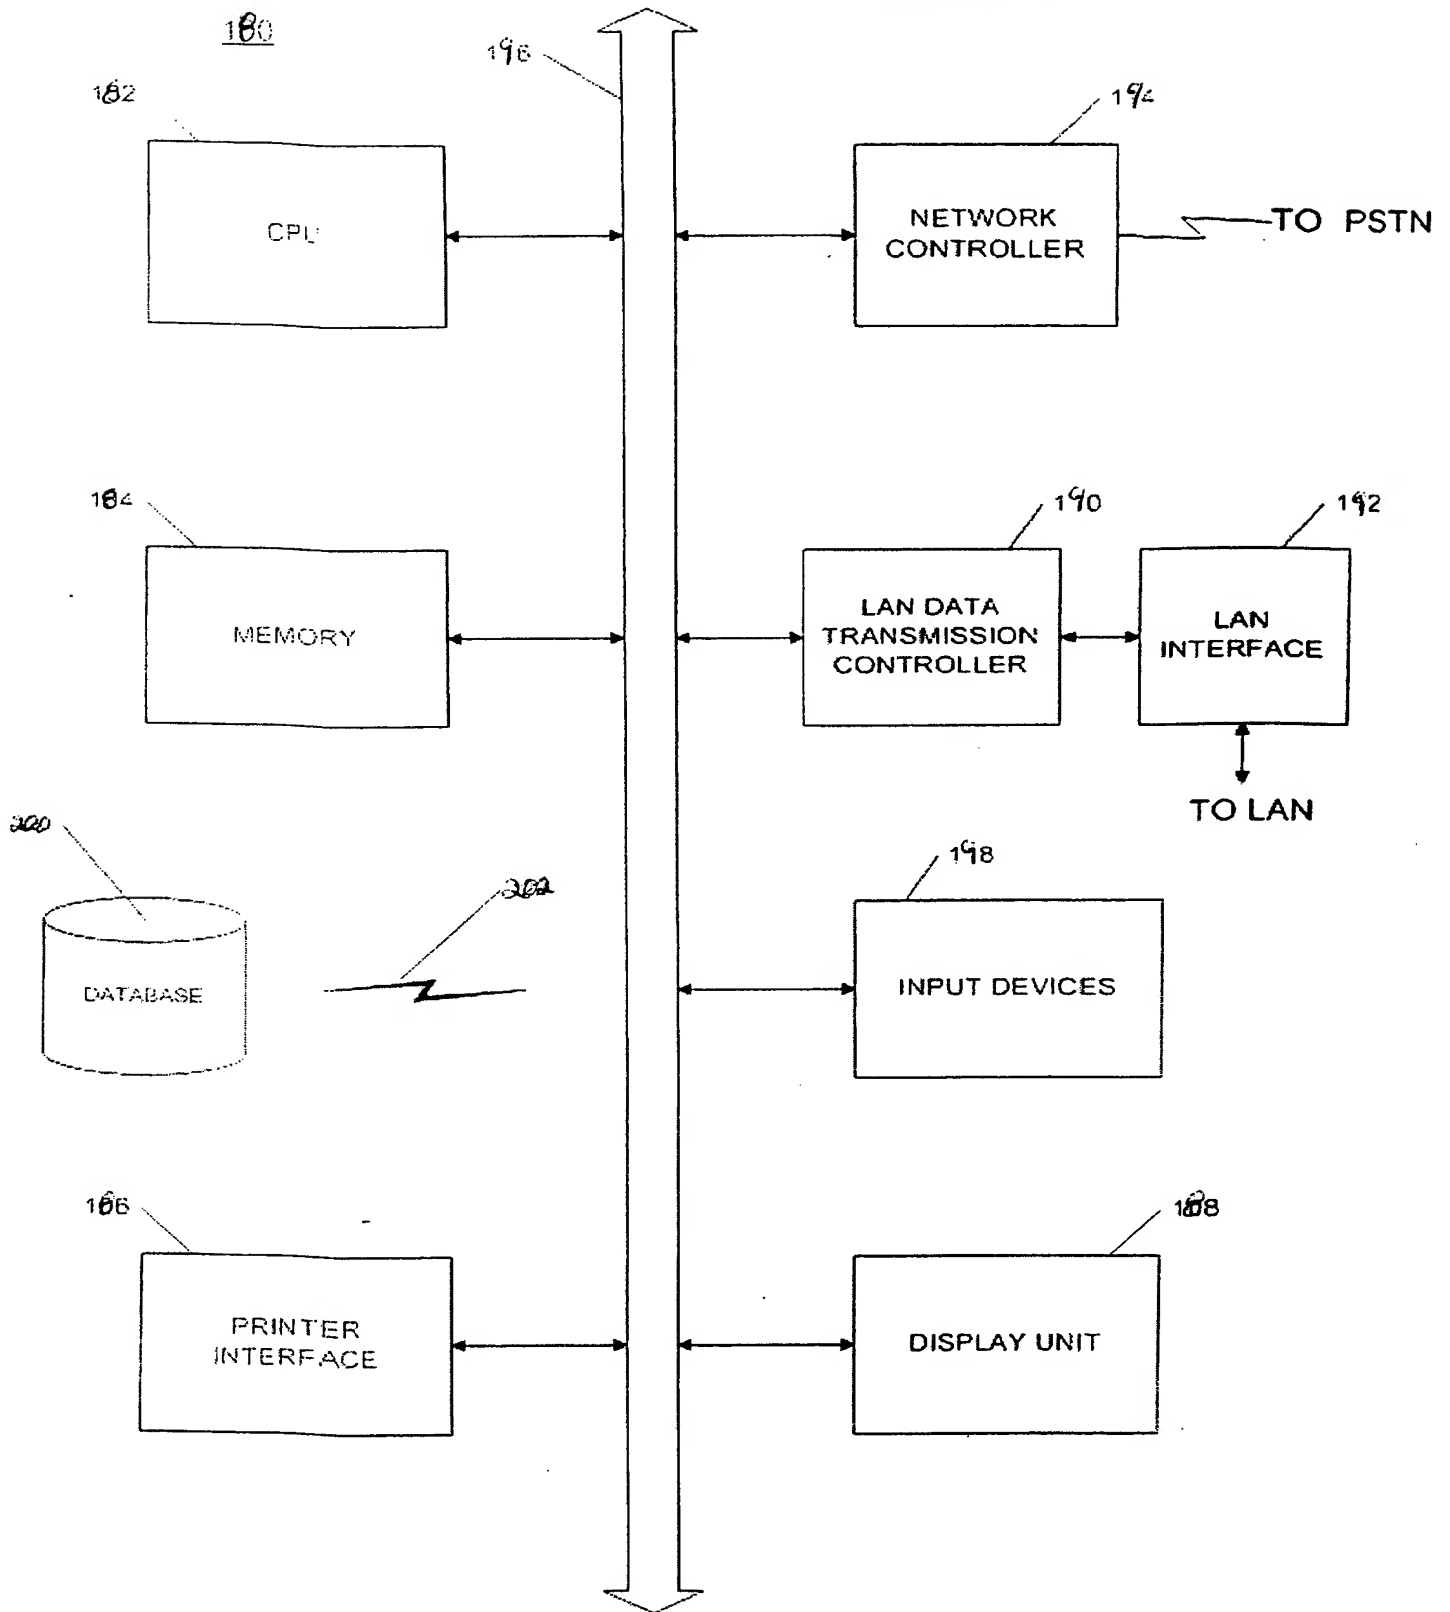 180
196
182
194
CPU
NETWORK
CONTROLLER
TO PSTN
184
190
192
MEMORY
LAN DATA
TRANSMISSION
CONTROLLER
LAN
INTERFACE
TO LAN
200
202
198
DATABASE
INPUT DEVICES
186
188
PRINTER
INTERFACE
DISPLAY UNIT